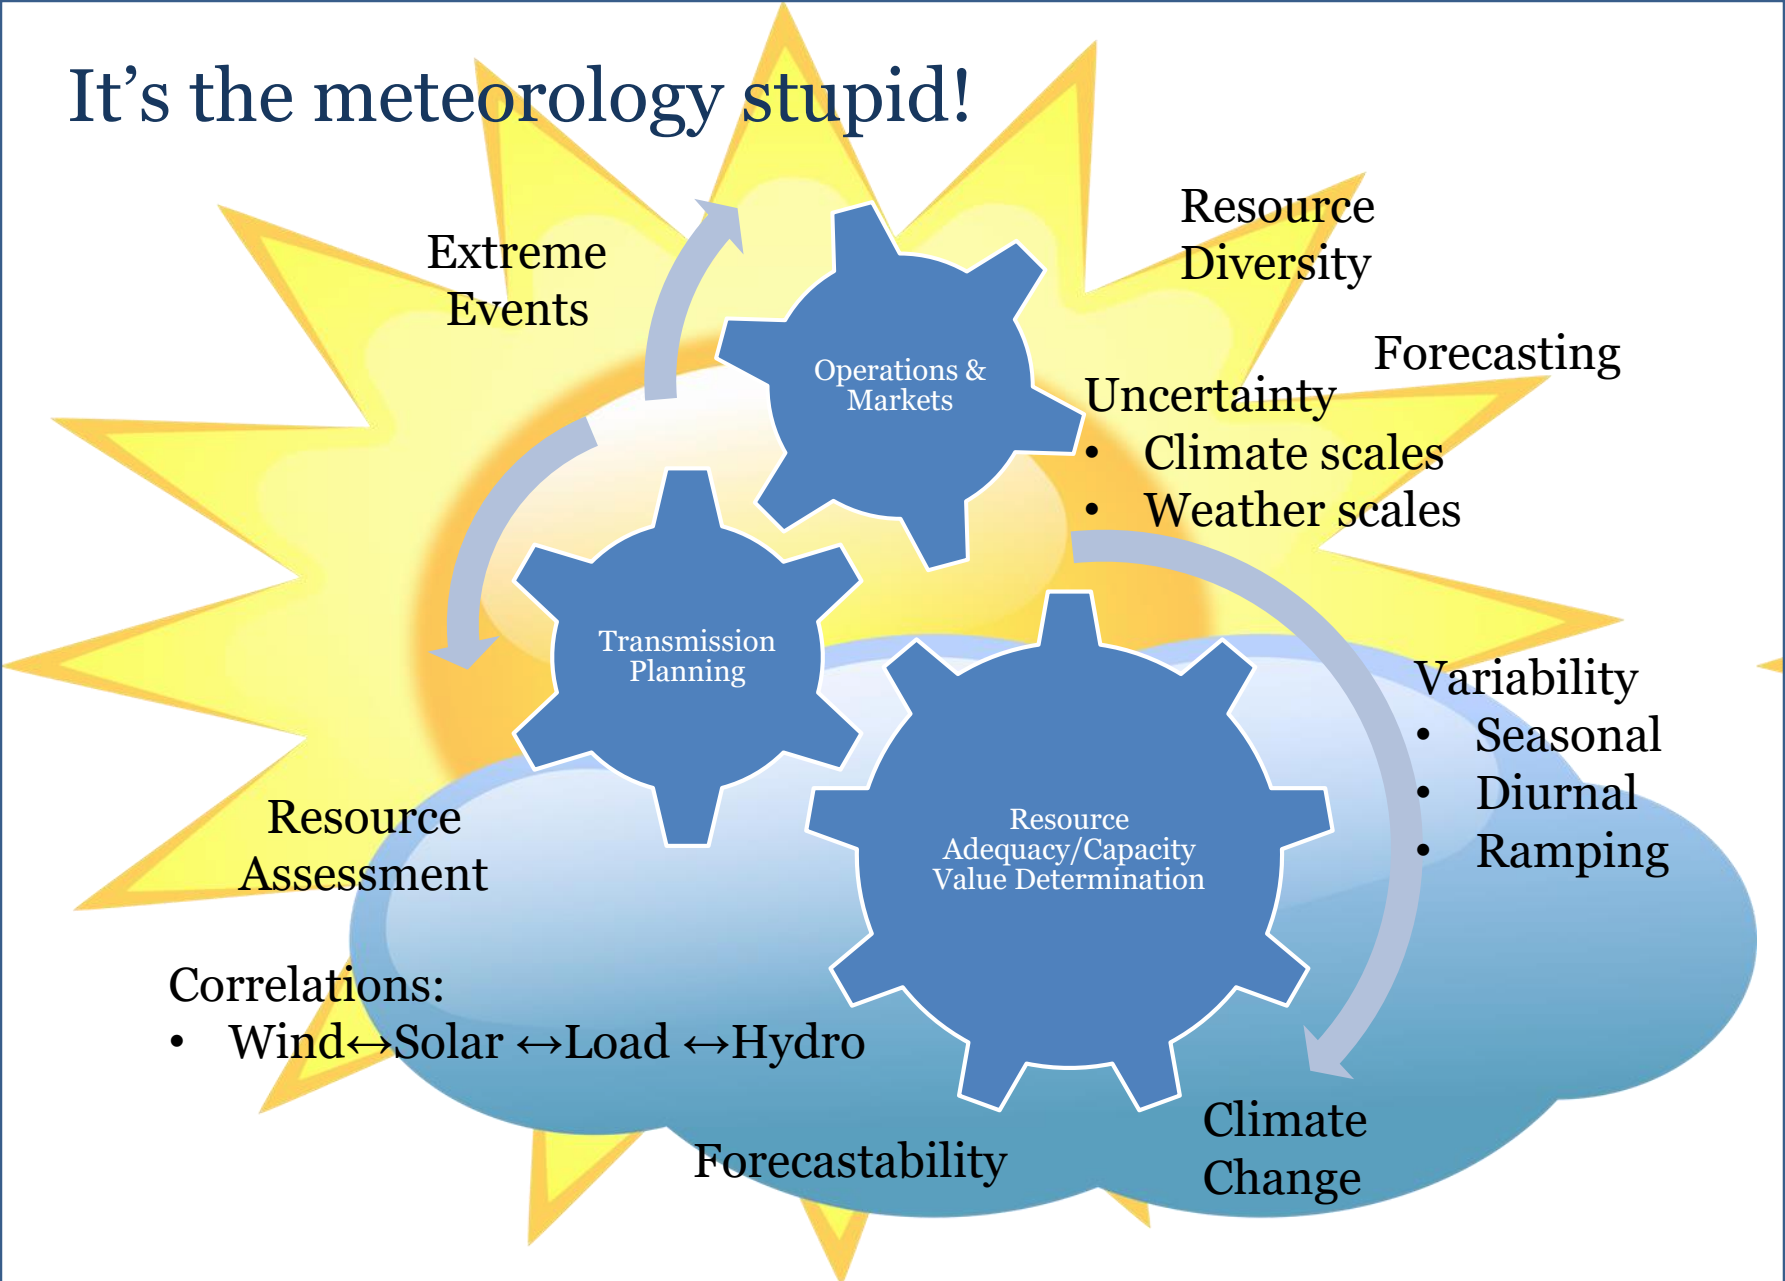 It’s the meteorology stupid!
Extreme
Events
Resource
Diversity
Forecasting
Operations &
Markets
Uncertainty
• Climate scales
• Weather scales
Transmission
Planning
Variability
• Seasonal
• Diurnal
• Ramping
Resource
Assessment
Resource
Adequacy/Capacity
Value Determination
Correlations:
• Wind↔Solar ↔Load ↔Hydro
Forecastability
Climate
Change